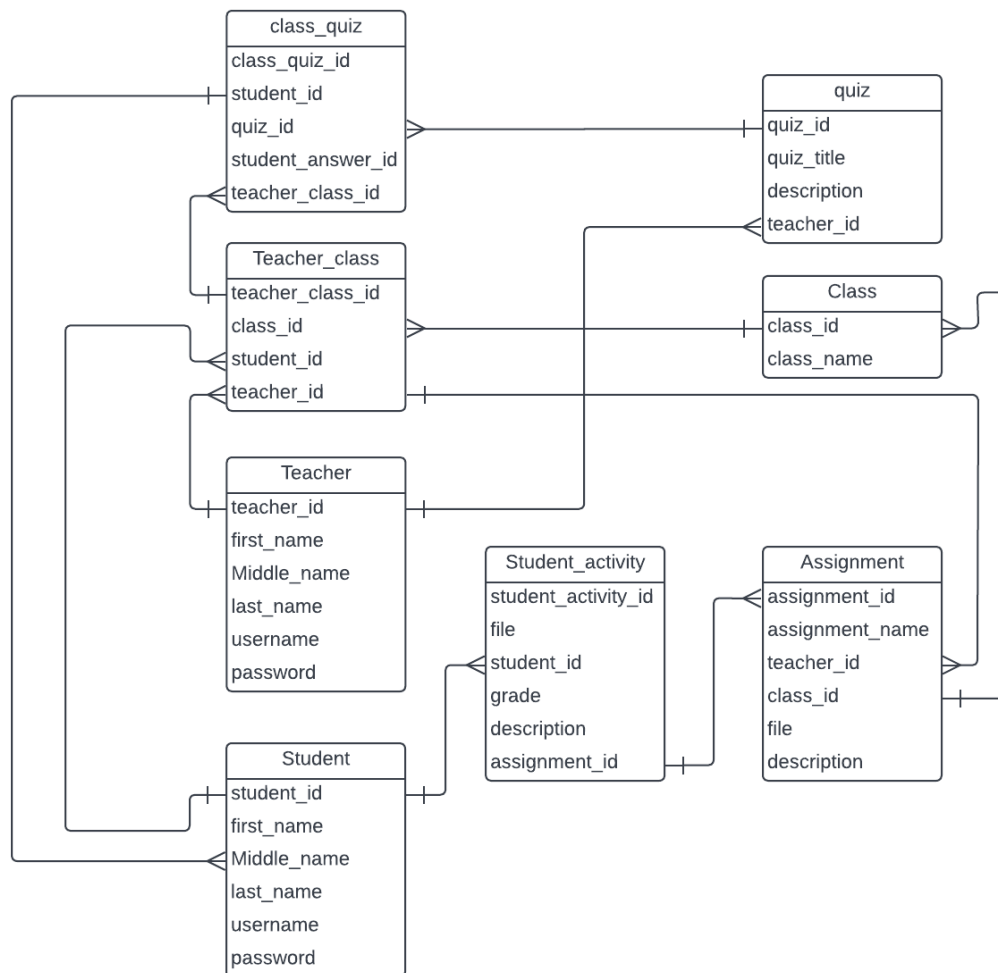 class_quiz
class_quiz_id
student_id
quiz_id
student_answer_id
teacher_class_id
quiz
quiz_id
quiz_title
description
teacher_id
Teacher_class
teacher_class_id
class_id
student_id
teacher_id
Class
class_id
class_name
Teacher
teacher_id
first_name
Middle_name
last_name
username
password
Student_activity
student_activity_id
file
student_id
grade
description
assignment_id
Assignment
assignment_id
assignment_name
teacher_id
class_id
file
description
Student
student_id
first_name
Middle_name
last_name
username
password